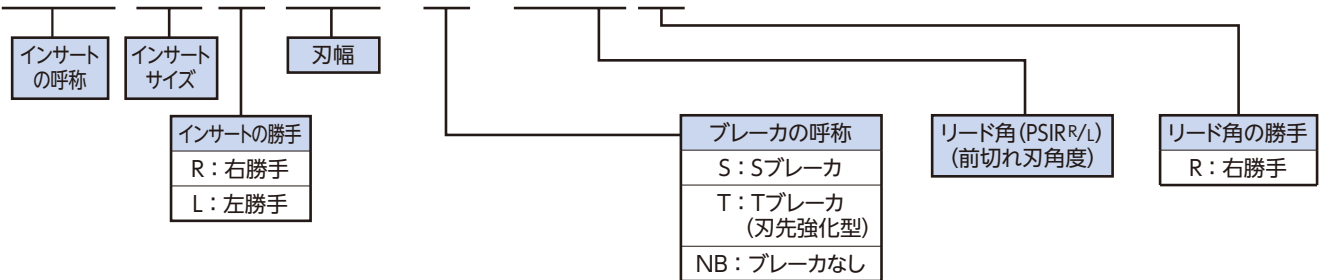 インサート
の呼称
インサート
サイズ
刃幅
インサートの勝手
R：右勝手
L：左勝手
ブレーカの呼称
S：Sブレーカ
T：Tブレーカ
(刃先強化型)
NB：ブレーカなし
リード角(PSIRR/L)
(前切れ刃角度)
リード角の勝手
R：右勝手